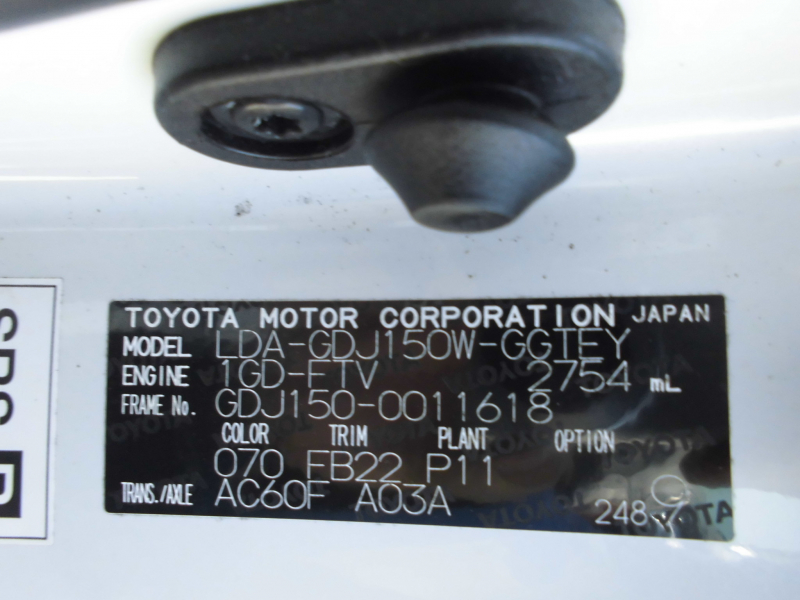 TOYOTA MOTOR CORPORATION JAPAN
MODEL LDA-GDJ150W-GGTEY
ENGINE 1GD-FTV 2754 mL
FRAME No. GDJ150-0011618
COLOR TRIM PLANT OPTION
070 FB22 P11
TRANS./AXLE AC60F A03A
248